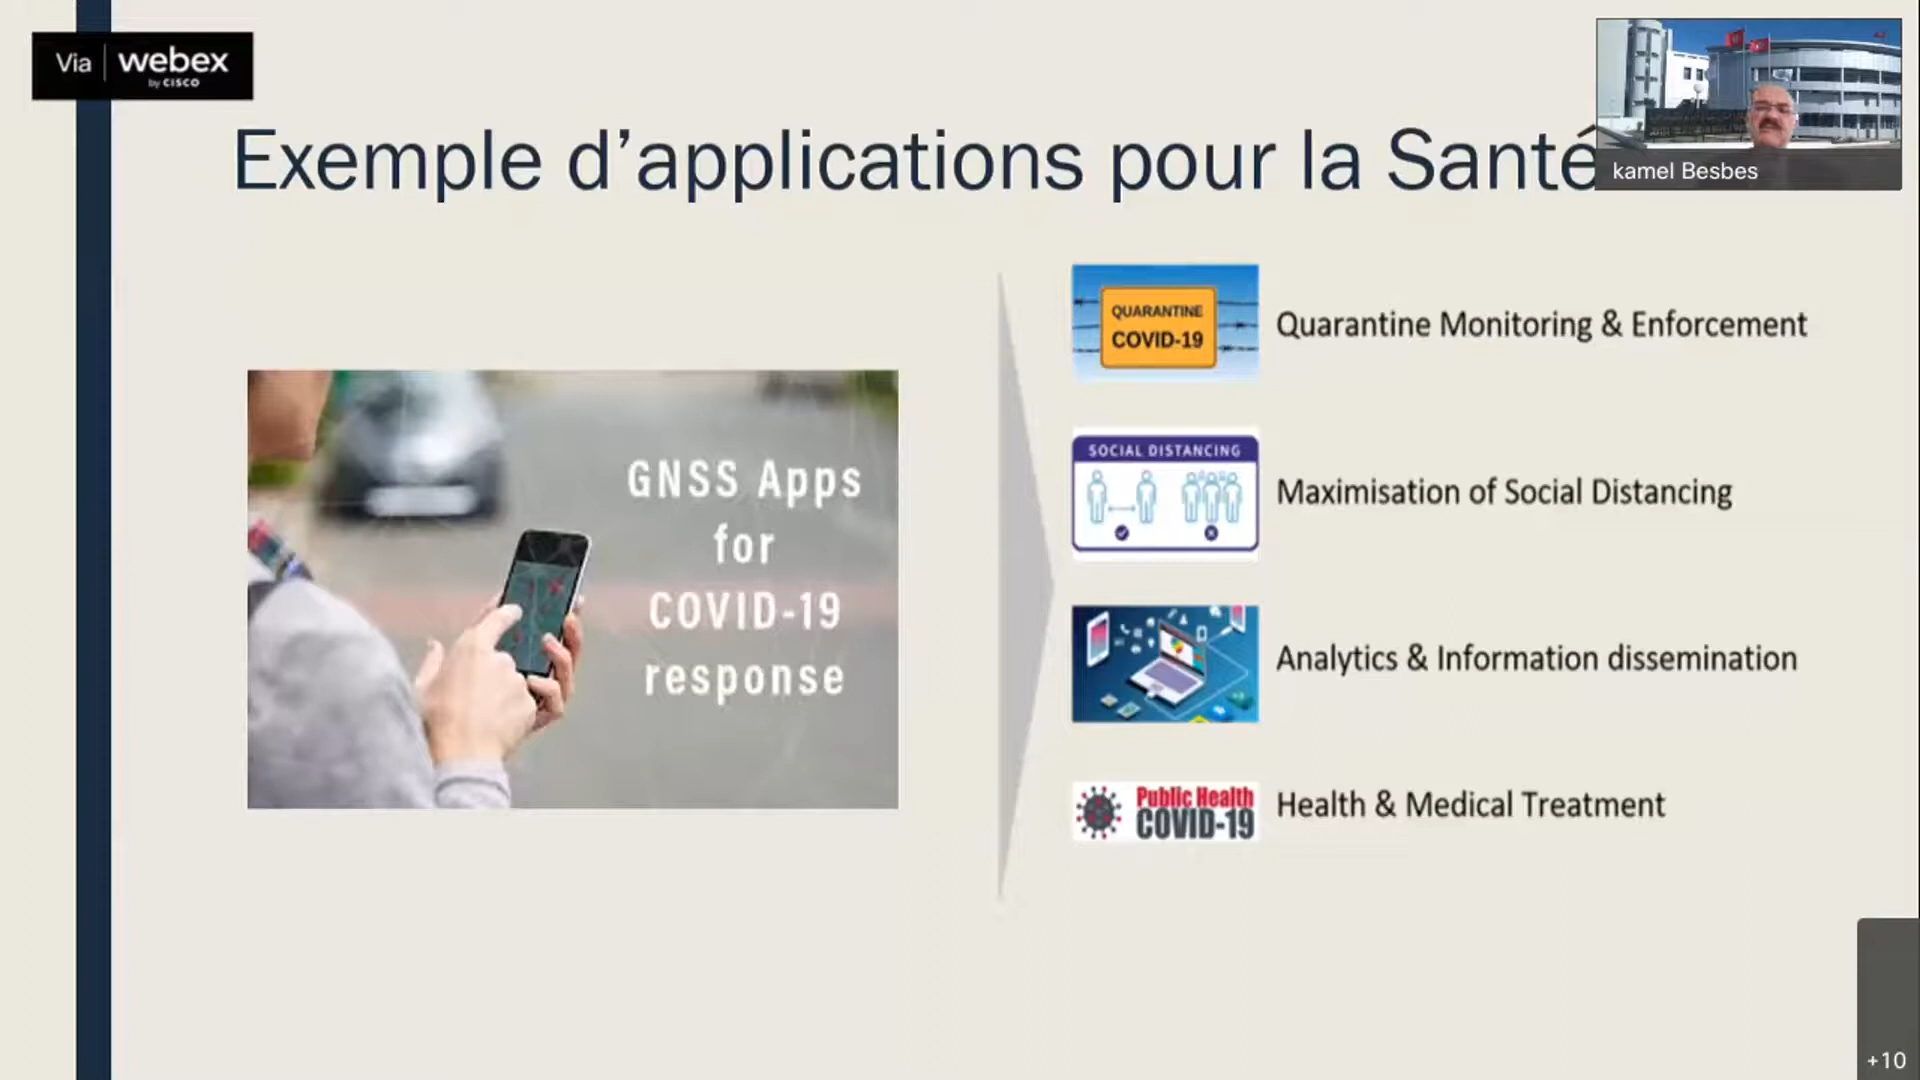 Via webex
by CISCO
Exemple d’applications pour la Santé
kamel Besbes
GNSS Apps
for
COVID-19
response
QUARANTINE
COVID-19
Quarantine Monitoring & Enforcement
SOCIAL DISTANCING
Maximisation of Social Distancing
Analytics & Information dissemination
Public Health
COVID-19
Health & Medical Treatment
+10